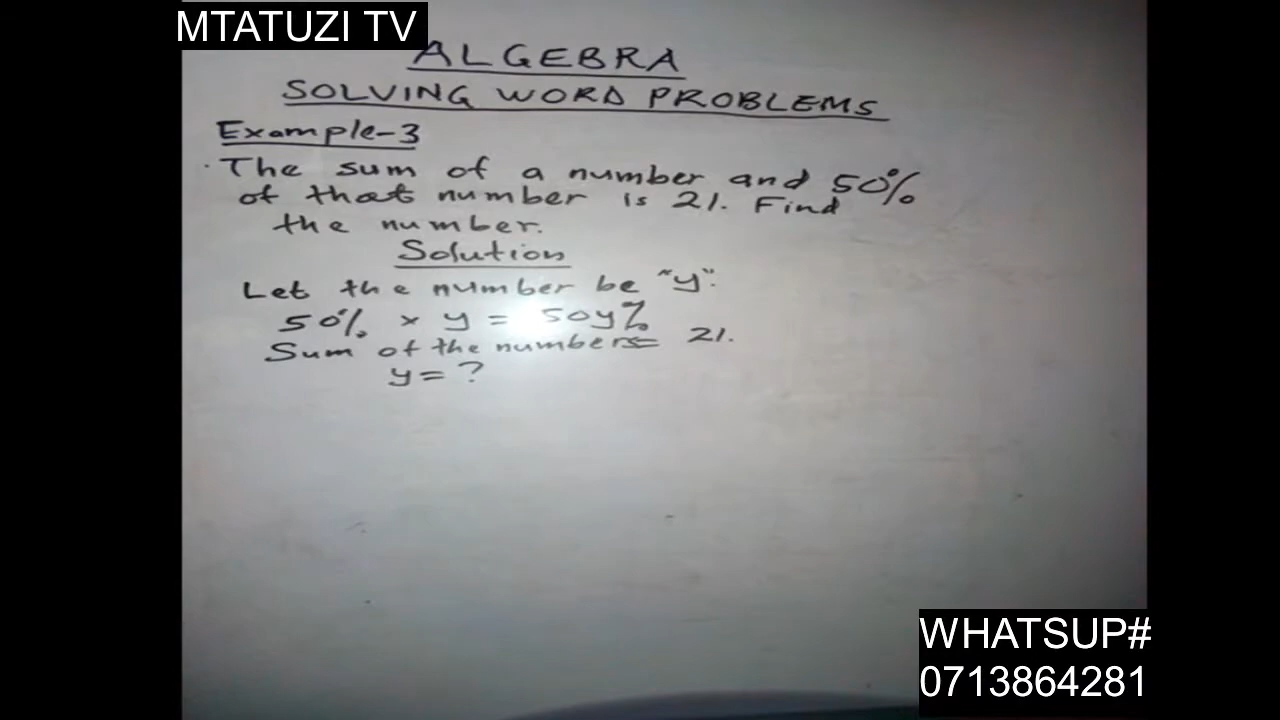 MTATUZI TV
ALGEBRA
SOLVING WORD PROBLEMS
Example-3
The sum of a number and 50%
of that number is 21. Find
the number.
Solution
Let the number be "y".
50% × y = 50y%
Sum of the numbers = 21.
y = ?
WHATSUP#
0713864281